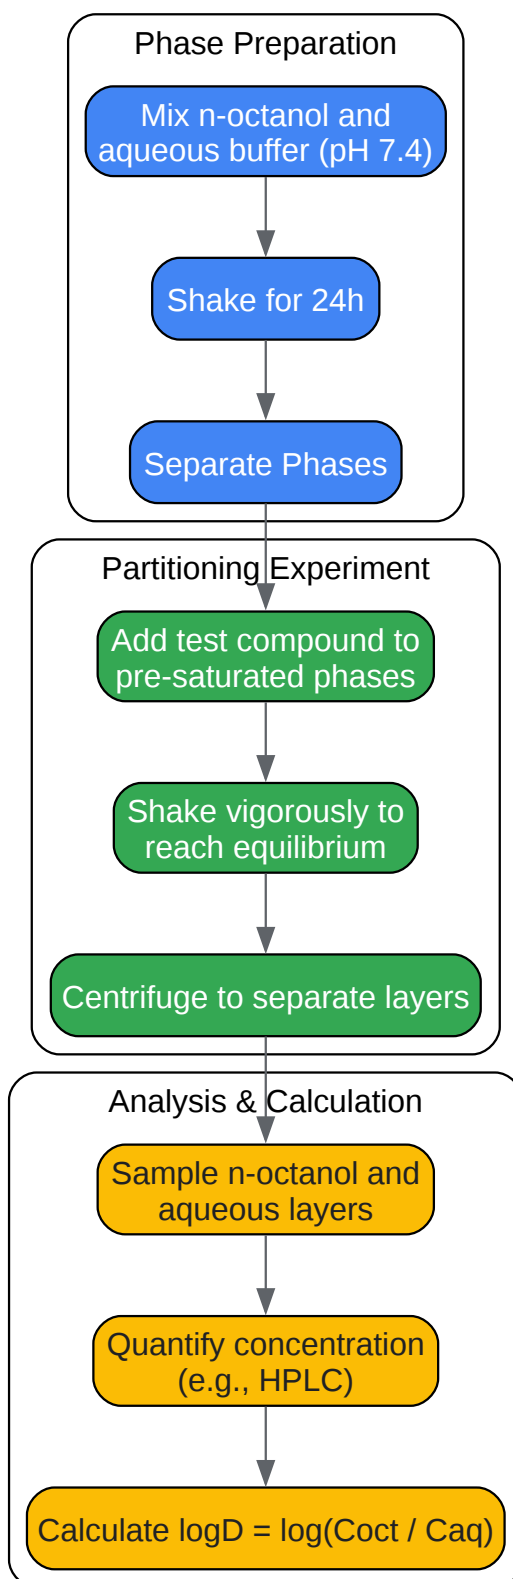 Phase Preparation
Mix n-octanol and
aqueous buffer (pH 7.4)
Shake for 24h
Separate Phases
Partitioning Experiment
Add test compound to
pre-saturated phases
Shake vigorously to
reach equilibrium
Centrifuge to separate layers
Analysis & Calculation
Sample n-octanol and
aqueous layers
Quantify concentration
(e.g., HPLC)
Calculate logD = log(Coct / Caq)